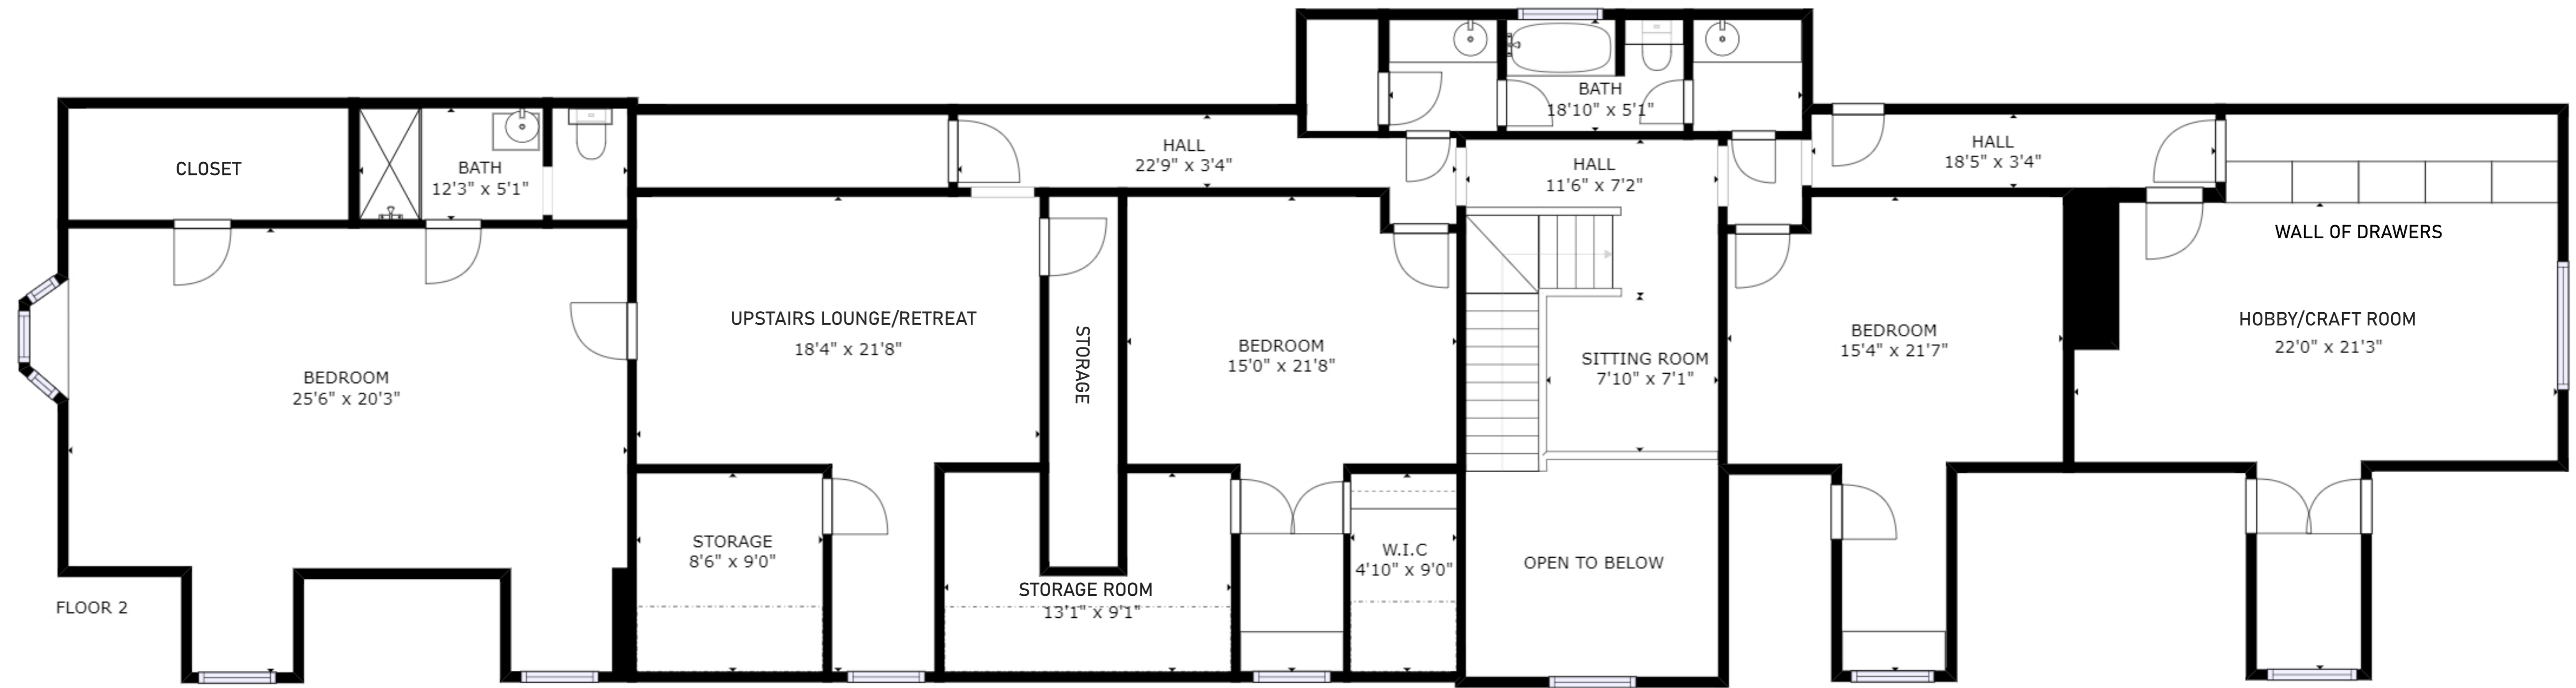 BATH
18'10" x 5'1"
CLOSET
BATH
12'3" x 5'1"
HALL
22'9" x 3'4"
HALL
11'6" x 7'2"
HALL
18'5" x 3'4"
WALL OF DRAWERS
UPSTAIRS LOUNGE/RETREAT
18'4" x 21'8"
STORAGE
BEDROOM
15'0" x 21'8"
SITTING ROOM
7'10" x 7'1"
BEDROOM
15'4" x 21'7"
HOBBY/CRAFT ROOM
22'0" x 21'3"
BEDROOM
25'6" x 20'3"
STORAGE
8'6" x 9'0"
STORAGE ROOM
13'1" x 9'1"
W.I.C
4'10" x 9'0"
OPEN TO BELOW
FLOOR 2